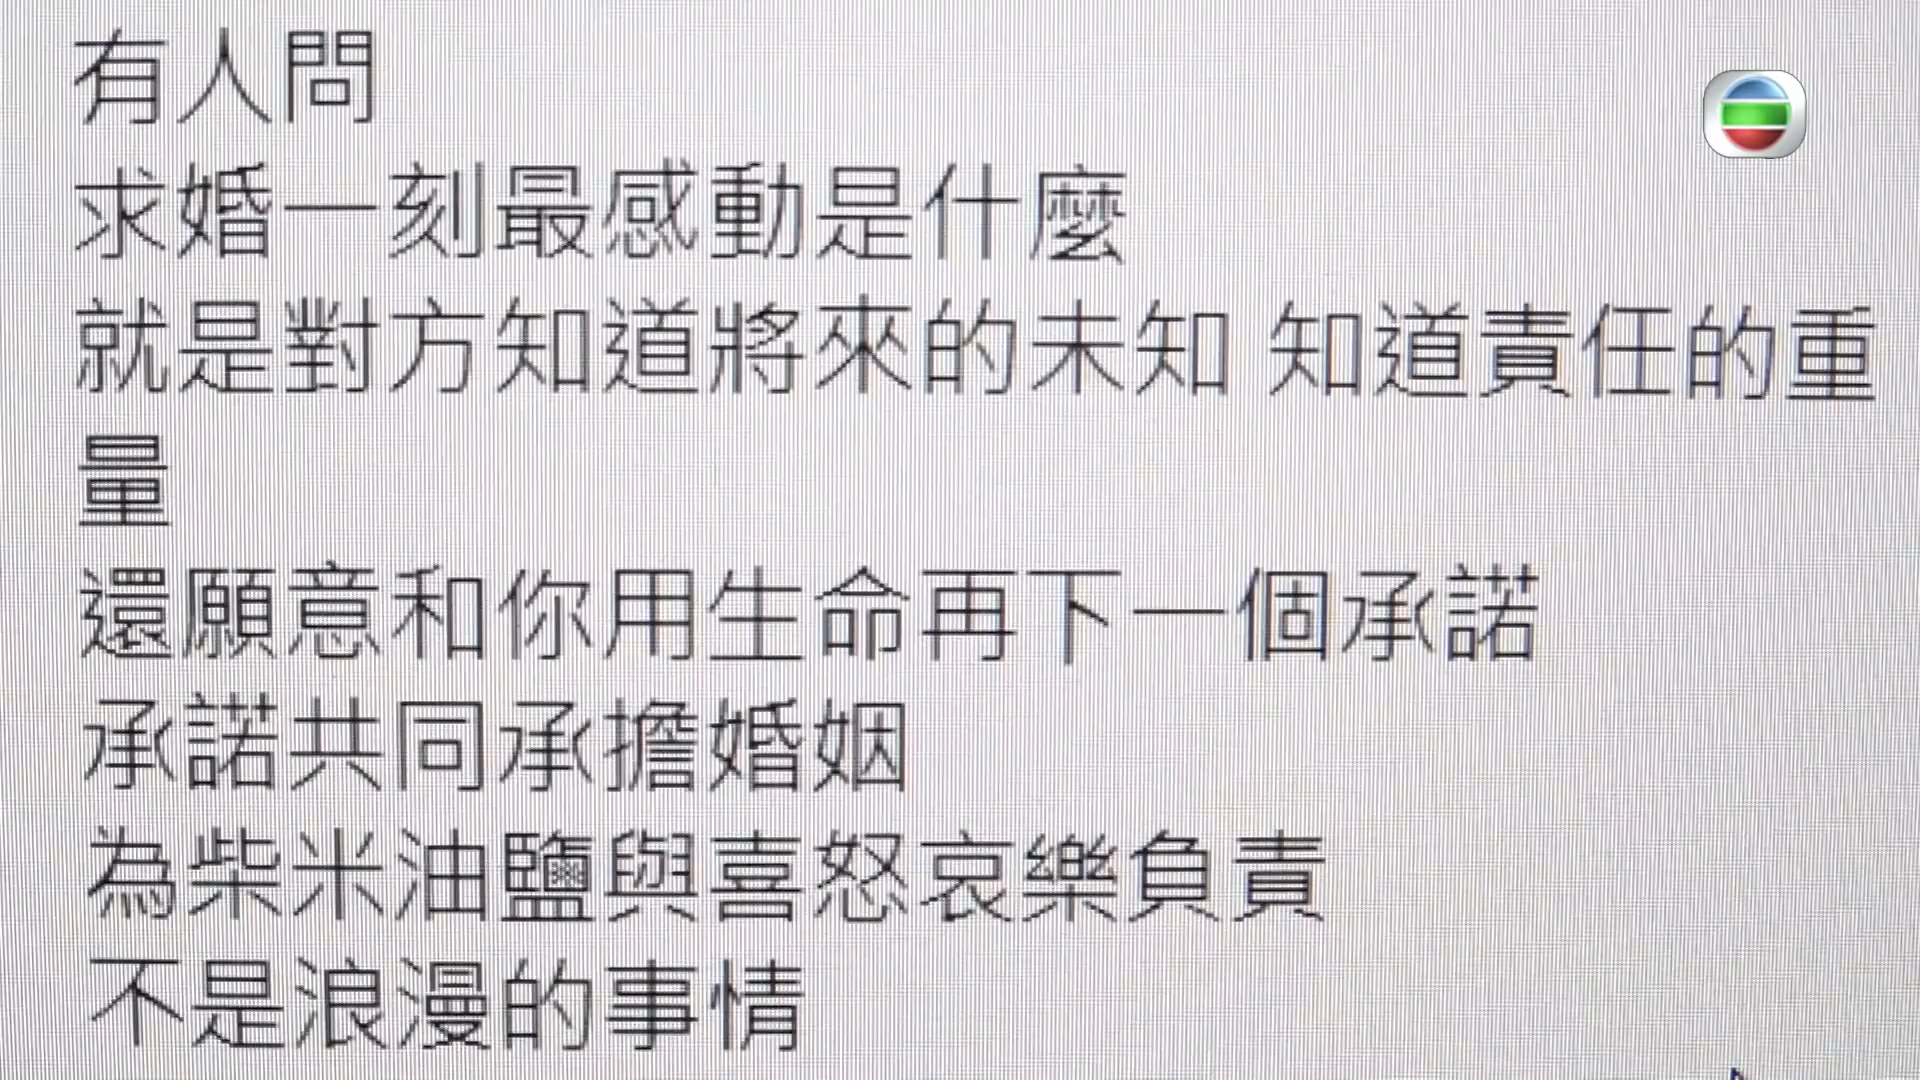 有人問
求婚一刻最感動是什麼
就是對方知道將來的未知 知道責任的重
量
還願意和你用生命再下一個承諾
承諾共同承擔婚姻
為柴米油鹽與喜怒哀樂負責
不是浪漫的事情